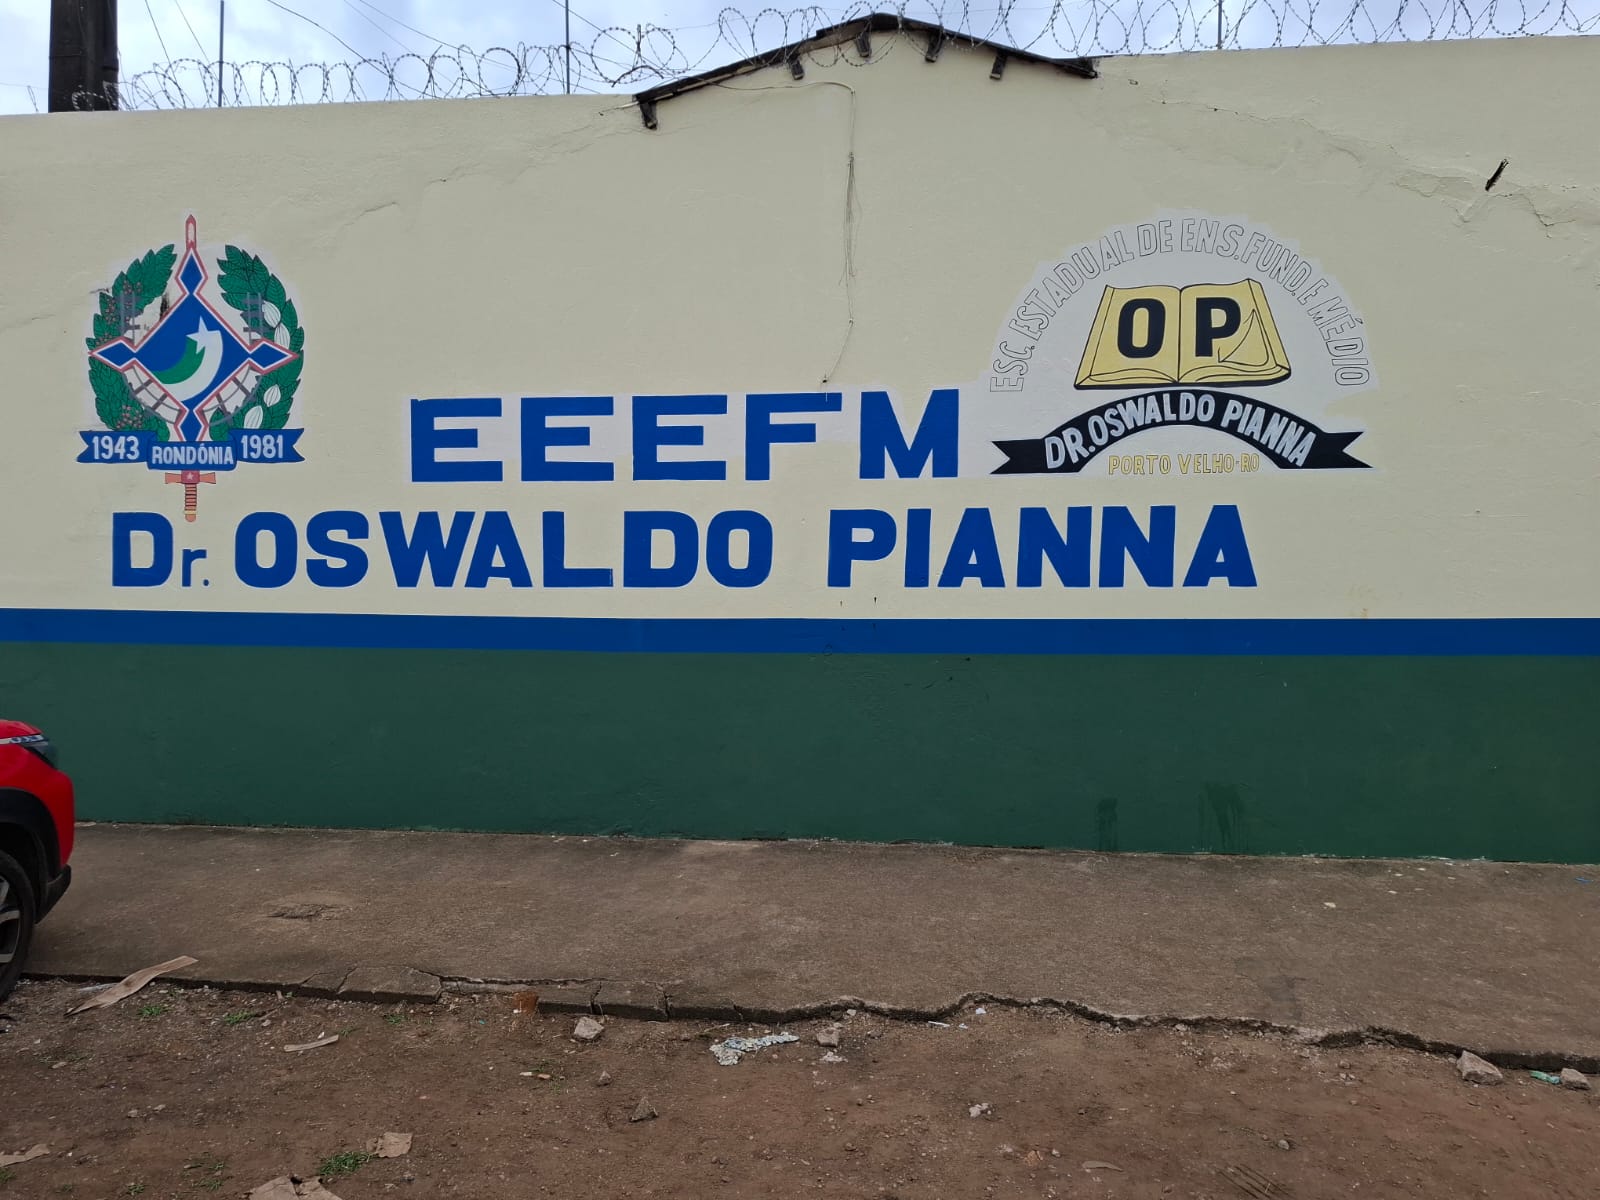 1943 RONDÔNIA 1981
EEEFM
Dr. OSWALDO PIANNA
ESC. ESTADUAL DE ENS. FUND. E MÉDIO
OP
DR. OSWALDO PIANNA
PORTO VELHO-RO